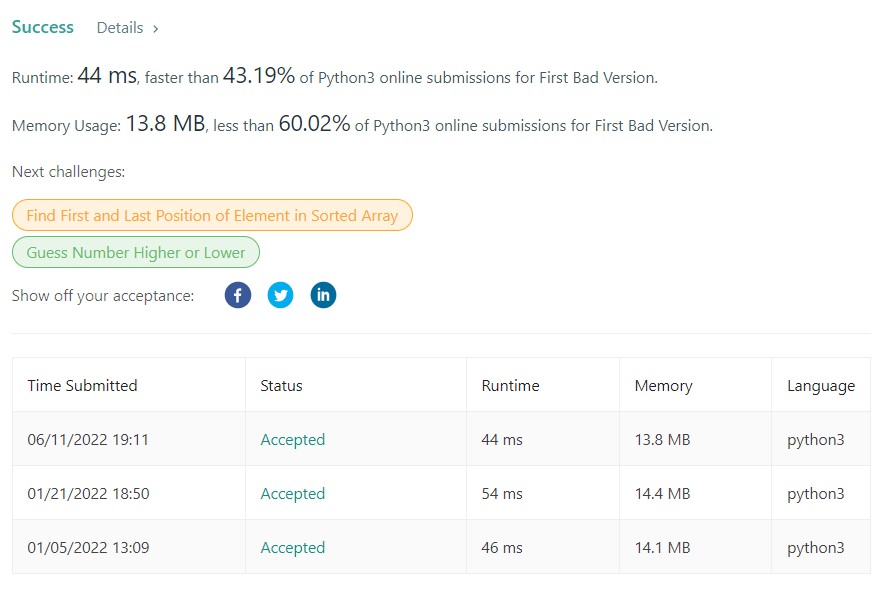 Success Details >
Runtime: 44 ms, faster than 43.19% of Python3 online submissions for First Bad Version.
Memory Usage: 13.8 MB, less than 60.02% of Python3 online submissions for First Bad Version.
Next challenges:
Find First and Last Position of Element in Sorted Array
Guess Number Higher or Lower
Show off your acceptance:
Time Submitted Status Runtime Memory Language
06/11/2022 19:11 Accepted 44 ms 13.8 MB python3
01/21/2022 18:50 Accepted 54 ms 14.4 MB python3
01/05/2022 13:09 Accepted 46 ms 14.1 MB python3